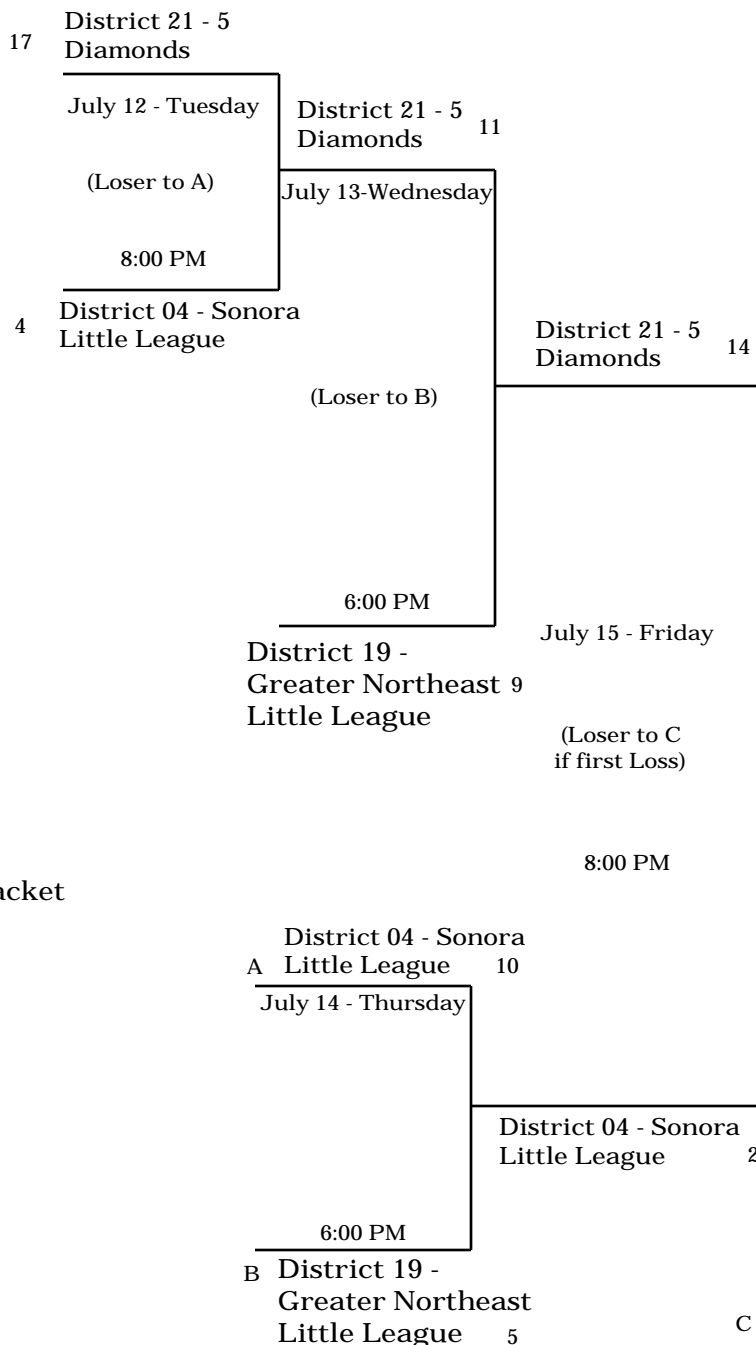 17
District 21 - 5
Diamonds
July 12 - Tuesday
(Loser to A)
8:00 PM
4
District 04 - Sonora
Little League
District 21 - 5
Diamonds
11
July 13-Wednesday
(Loser to B)
6:00 PM
District 19 -
Greater Northeast 9
Little League
District 21 - 5
Diamonds
14
July 15 - Friday
(Loser to C
if first Loss)
8:00 PM
acket
District 04 - Sonora
A Little League 10
July 14 - Thursday
6:00 PM
B District 19 -
Greater Northeast
Little League 5
District 04 - Sonora
Little League 2
C